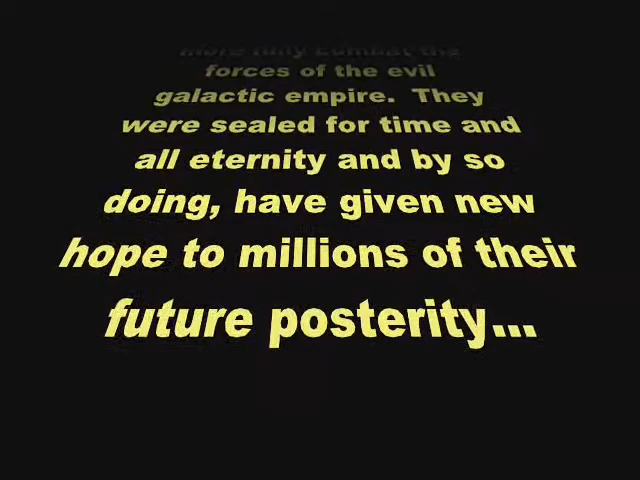 more fully combat the
forces of the evil
galactic empire. They
were sealed for time and
all eternity and by so
doing, have given new
hope to millions of their
future posterity...